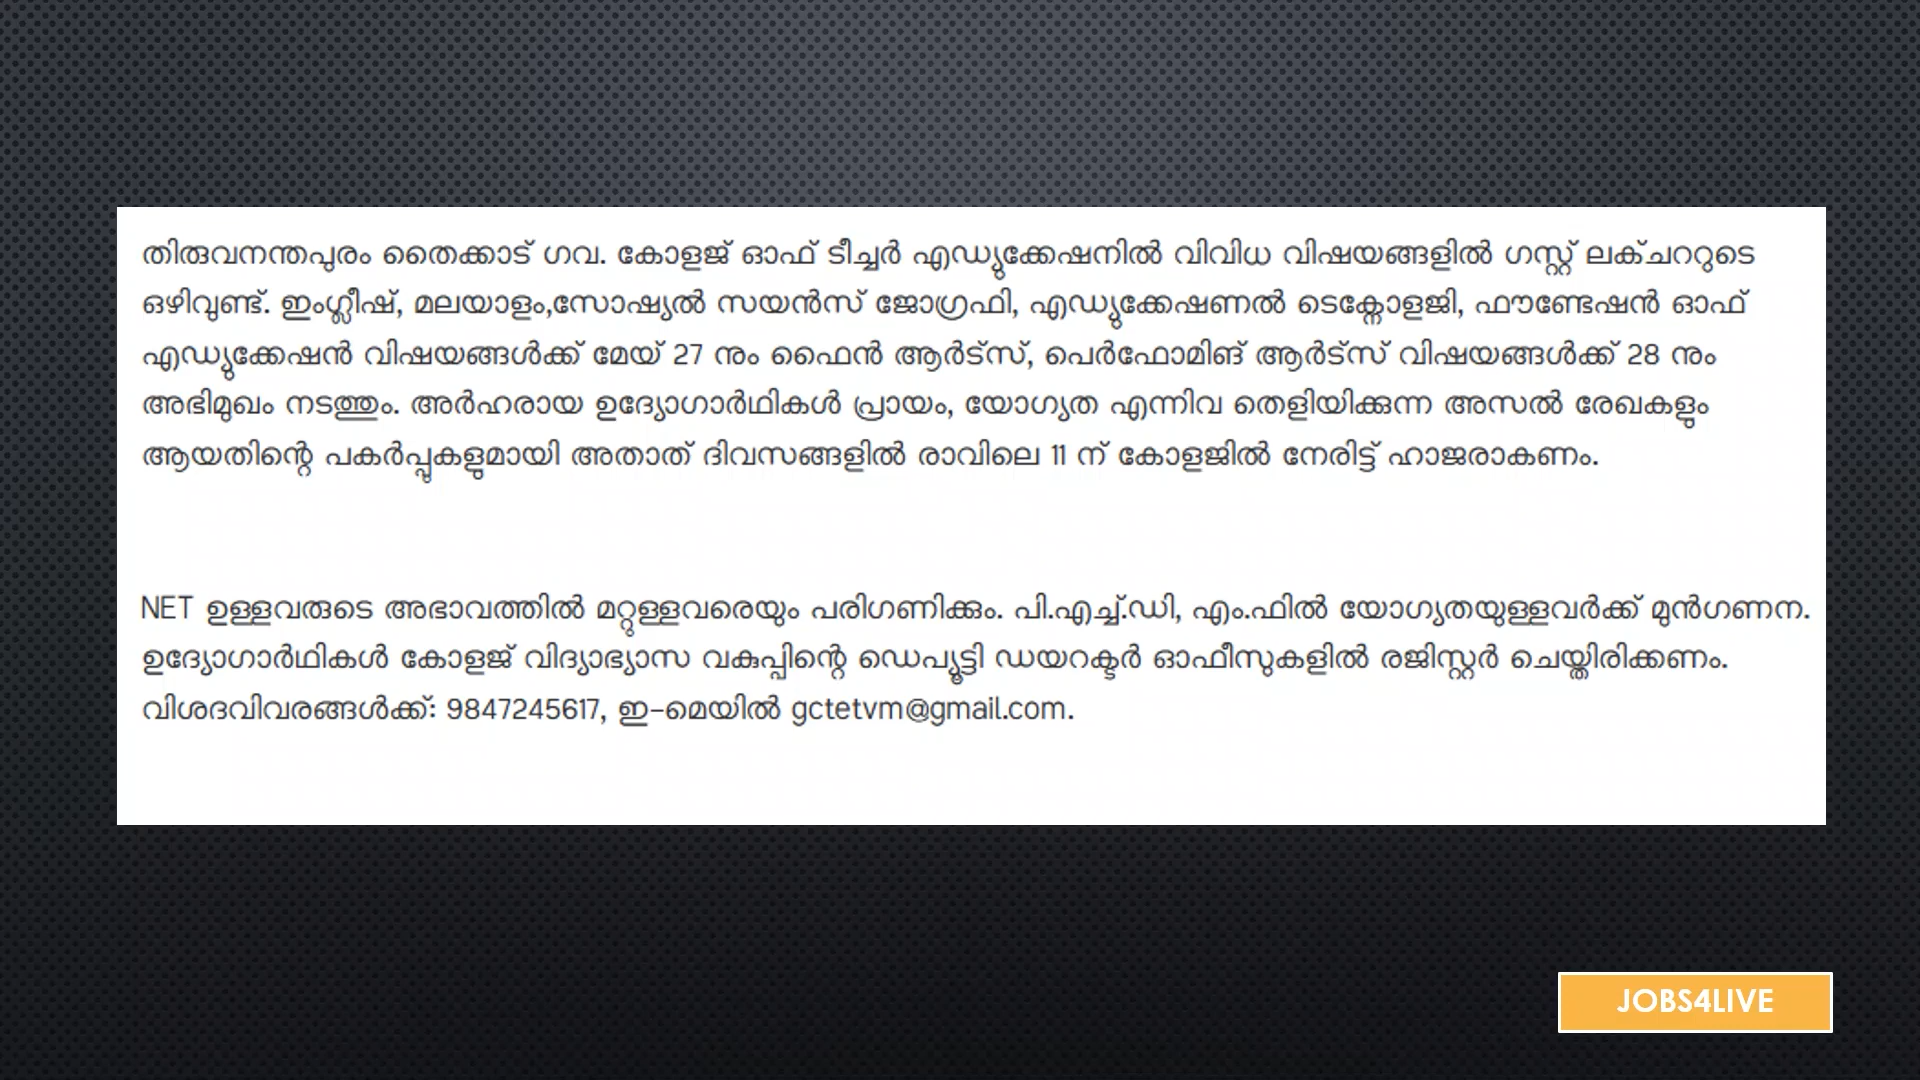 തിരുവനന്തപുരം തൈക്കാട് ഗവ. കോളജ് ഓഫ് ടീച്ചർ എഡ്യുക്കേഷനിൽ വിവിധ വിഷയങ്ങളിൽ ഗസ്റ്റ് ലക്ചററുടെ
ഒഴിവുണ്ട്. ഇംഗ്ലീഷ്, മലയാളം,സോഷ്യൽ സയൻസ് ജോഗ്രഫി, എഡ്യുക്കേഷണൽ ടെക്നോളജി, ഫൗണ്ടേഷൻ ഓഫ്
എഡ്യുക്കേഷൻ വിഷയങ്ങൾക്ക് മേയ് 27 നും ഫൈൻ ആർട്സ്, പെർഫോമിങ് ആർട്സ് വിഷയങ്ങൾക്ക് 28 നും
അഭിമുഖം നടത്തും. അർഹരായ ഉദ്യോഗാർഥികൾ പ്രായം, യോഗ്യത എന്നിവ തെളിയിക്കുന്ന അസൽ രേഖകളും
ആയതിന്റെ പകർപ്പുകളുമായി അതാത് ദിവസങ്ങളിൽ രാവിലെ 11 ന് കോളജിൽ നേരിട്ട് ഹാജരാകണം.
NET ഉള്ളവരുടെ അഭാവത്തിൽ മറ്റുള്ളവരെയും പരിഗണിക്കും. പി.എച്ച്.ഡി, എം.ഫിൽ യോഗ്യതയുള്ളവർക്ക് മുൻഗണന.
ഉദ്യോഗാർഥികൾ കോളജ് വിദ്യാഭ്യാസ വകുപ്പിന്റെ ഡെപ്യൂട്ടി ഡയറക്ടർ ഓഫീസുകളിൽ രജിസ്റ്റർ ചെയ്തിരിക്കണം.
വിശദവിവരങ്ങൾക്ക്: 9847245617, ഇ-മെയിൽ gctetvm@gmail.com.
JOBS4LIVE